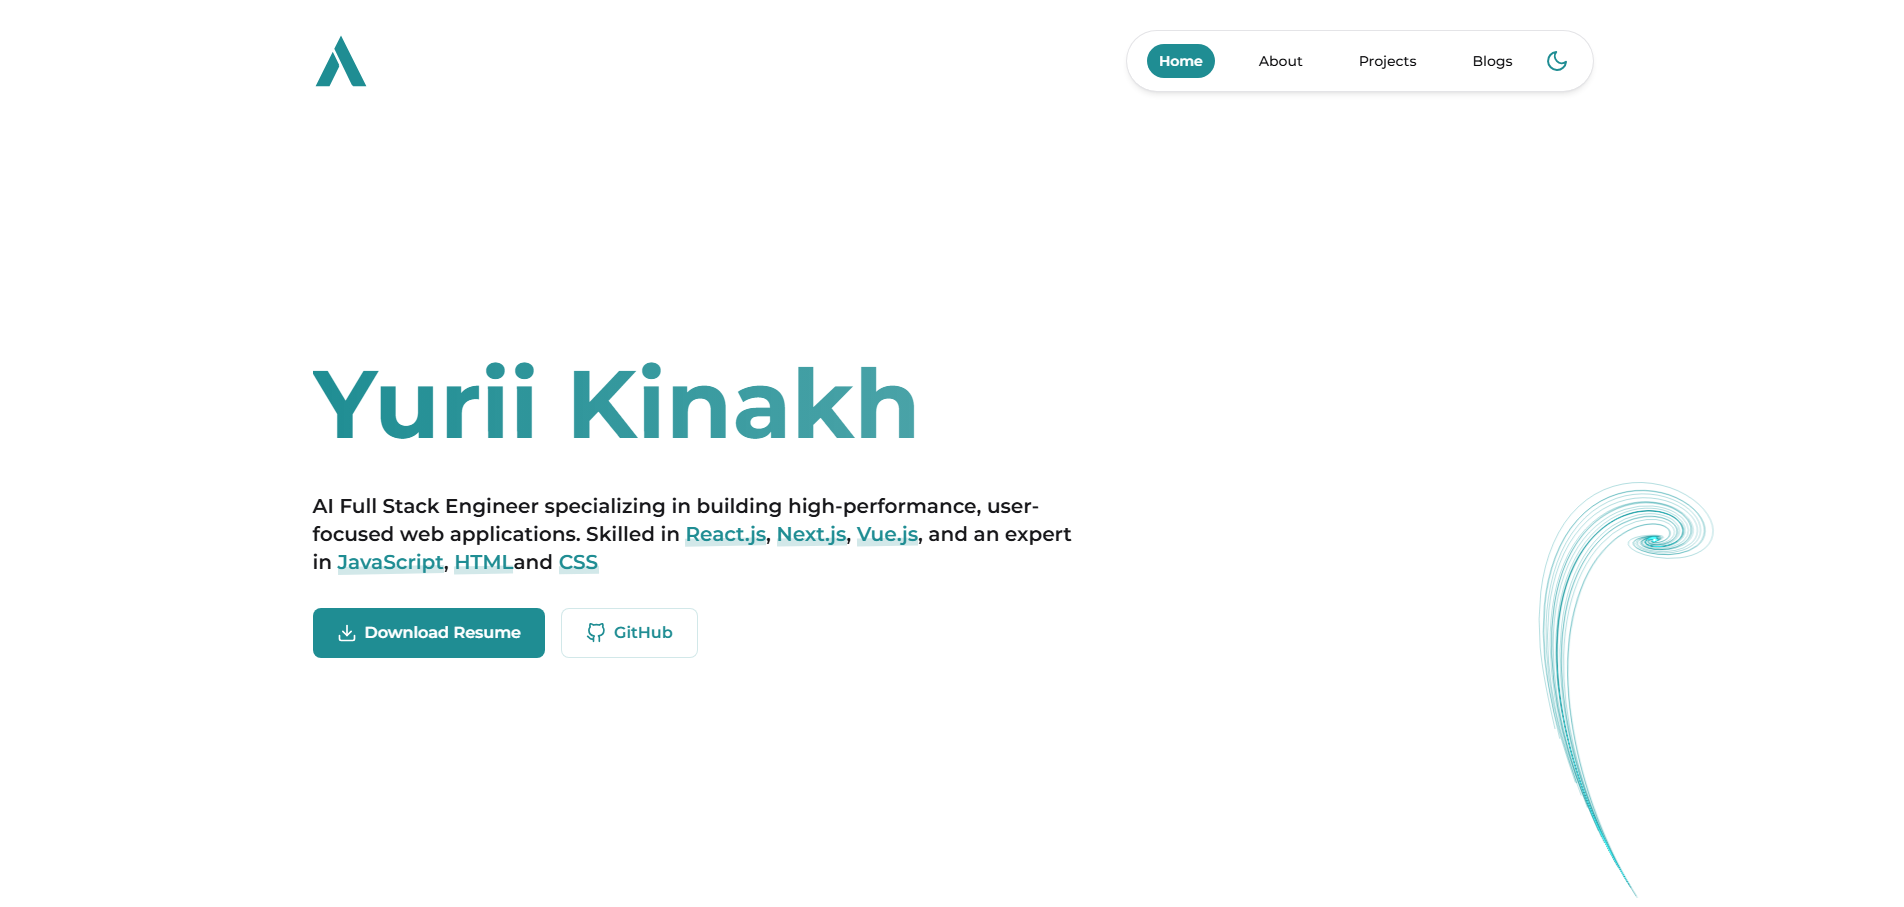 Home About Projects Blogs
Yurii Kinakh
AI Full Stack Engineer specializing in building high-performance, user-
focused web applications. Skilled in React.js, Next.js, Vue.js, and an expert
in JavaScript, HTMLand CSS
Download Resume GitHub